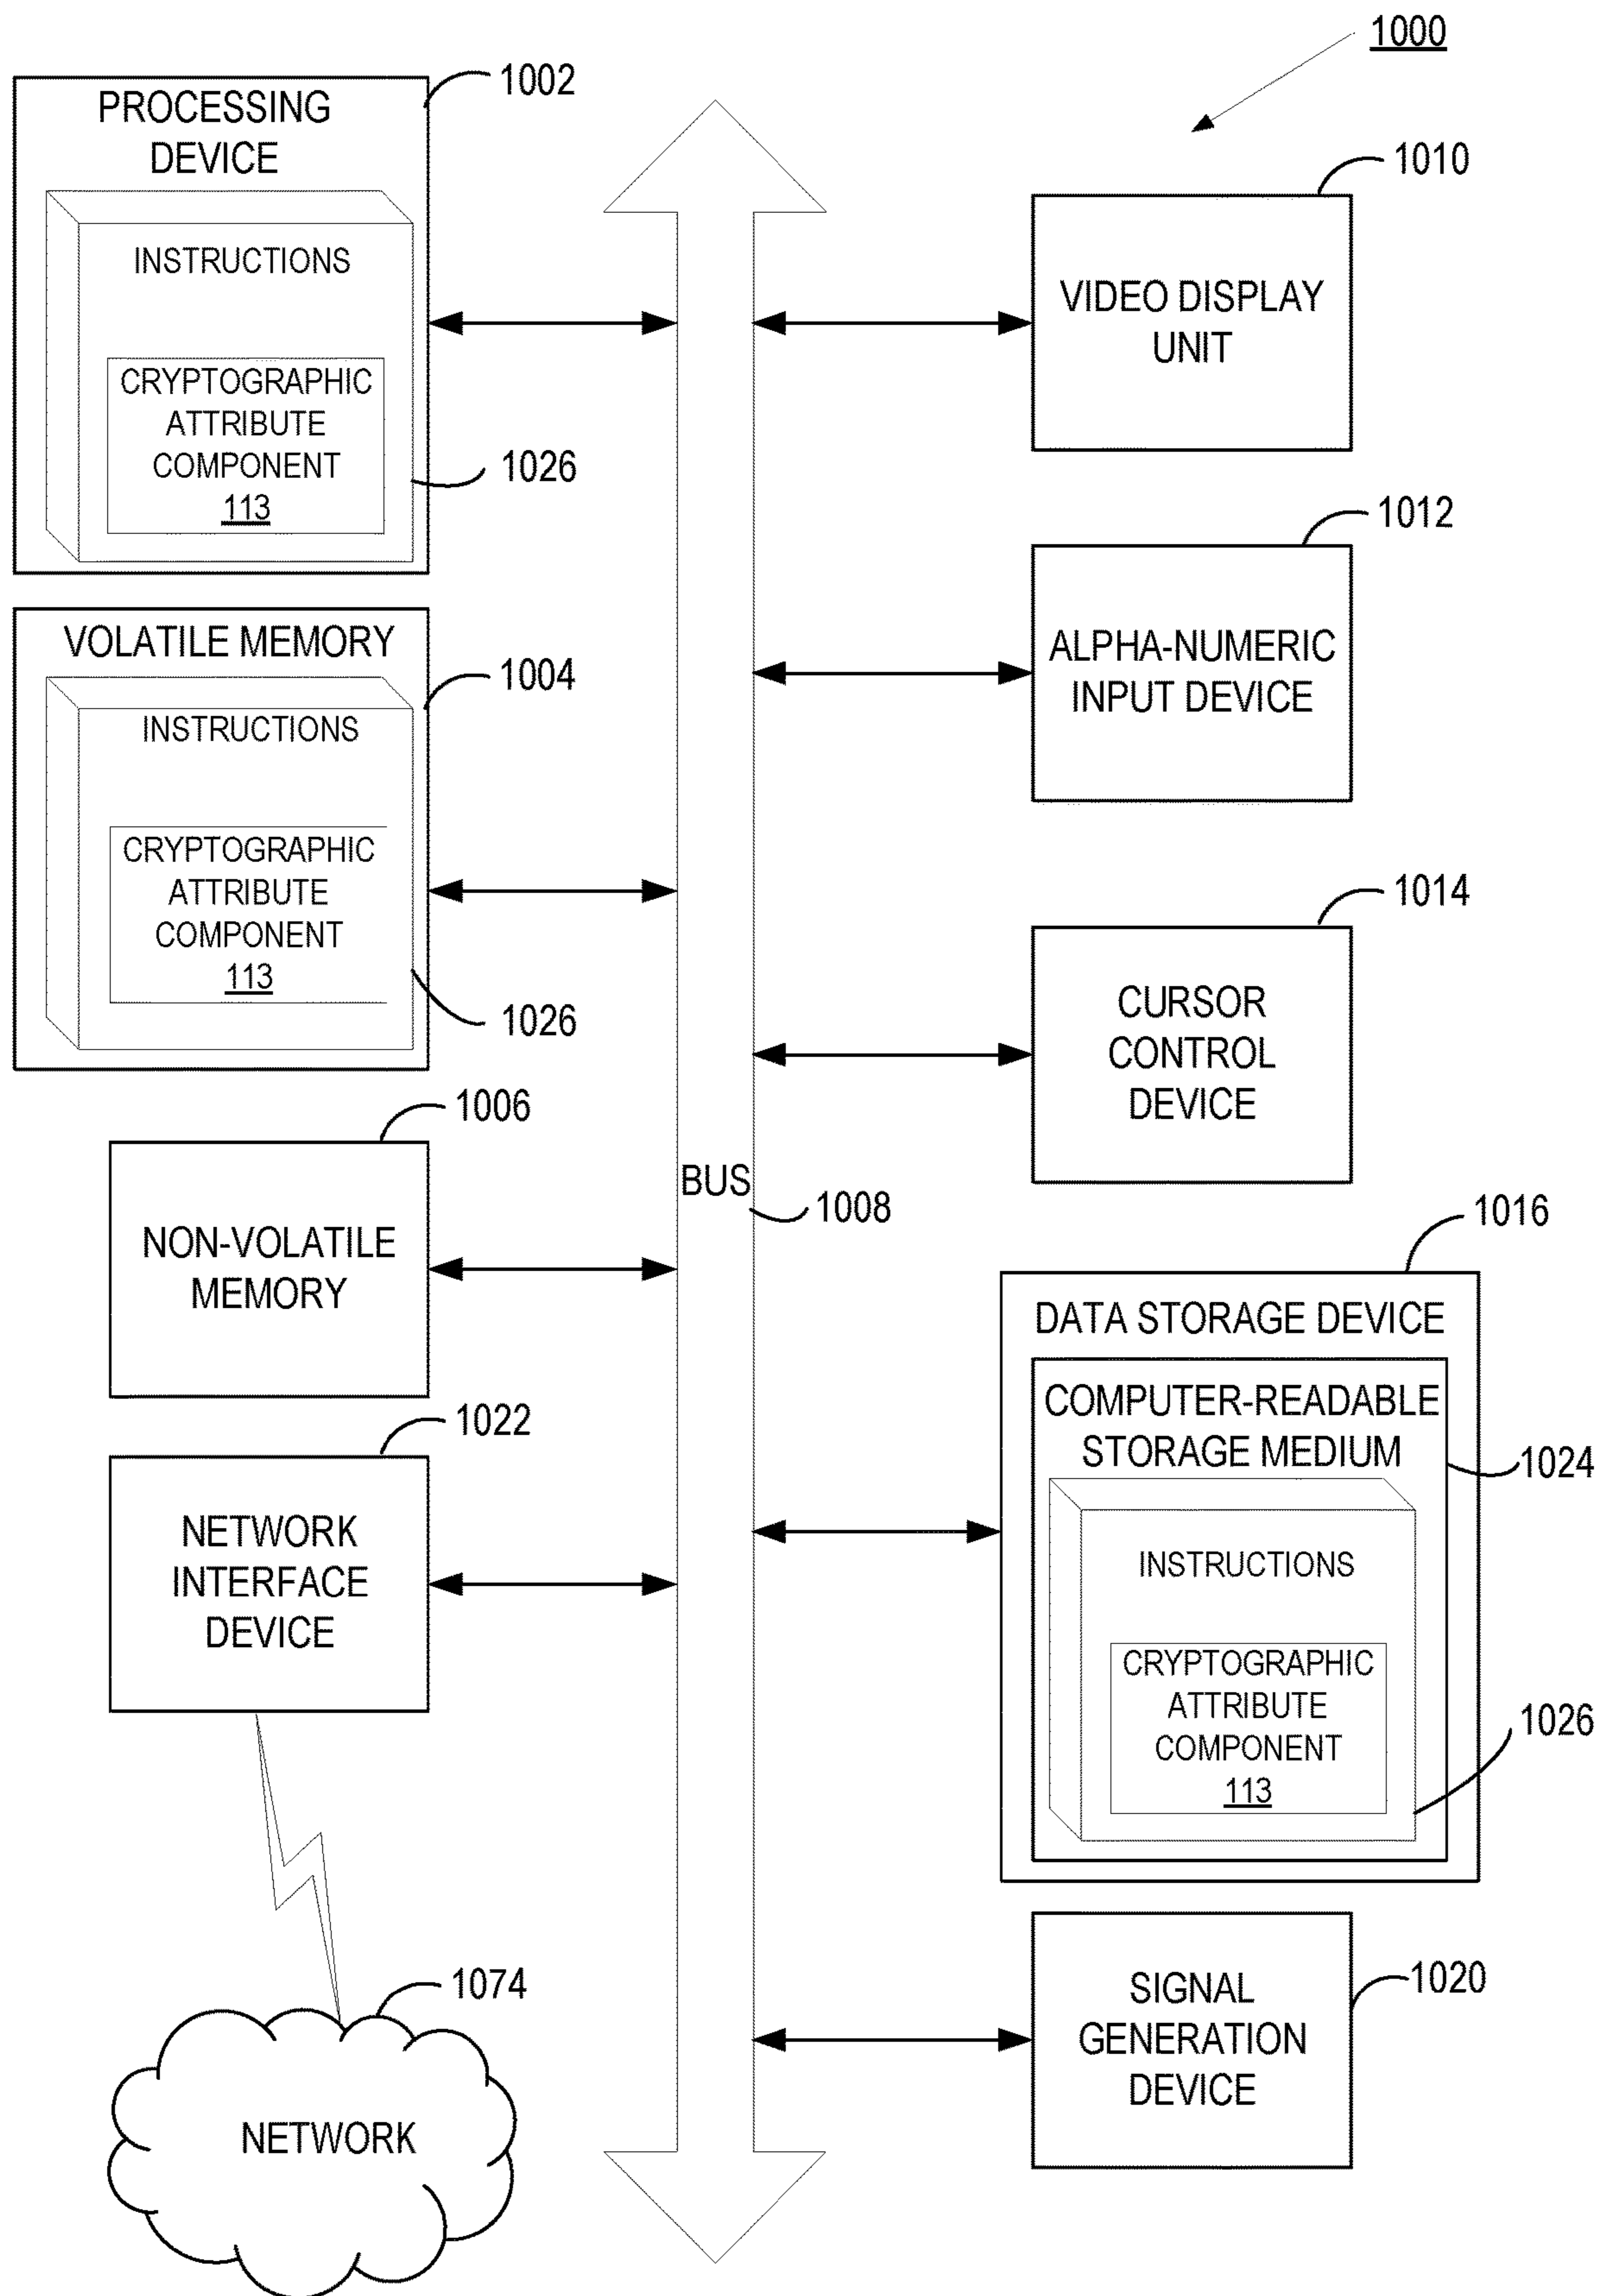 1000
1002
PROCESSING
DEVICE
INSTRUCTIONS
CRYPTOGRAPHIC
ATTRIBUTE
COMPONENT
113
1026
VOLATILE MEMORY
1004
INSTRUCTIONS
CRYPTOGRAPHIC
ATTRIBUTE
COMPONENT
113
1026
1006
NON-VOLATILE
MEMORY
1022
NETWORK
INTERFACE
DEVICE
1074
NETWORK
BUS
1008
1010
VIDEO DISPLAY
UNIT
1012
ALPHA-NUMERIC
INPUT DEVICE
1014
CURSOR
CONTROL
DEVICE
1016
DATA STORAGE DEVICE
COMPUTER-READABLE
STORAGE MEDIUM
1024
INSTRUCTIONS
CRYPTOGRAPHIC
ATTRIBUTE
COMPONENT
113
1026
1020
SIGNAL
GENERATION
DEVICE